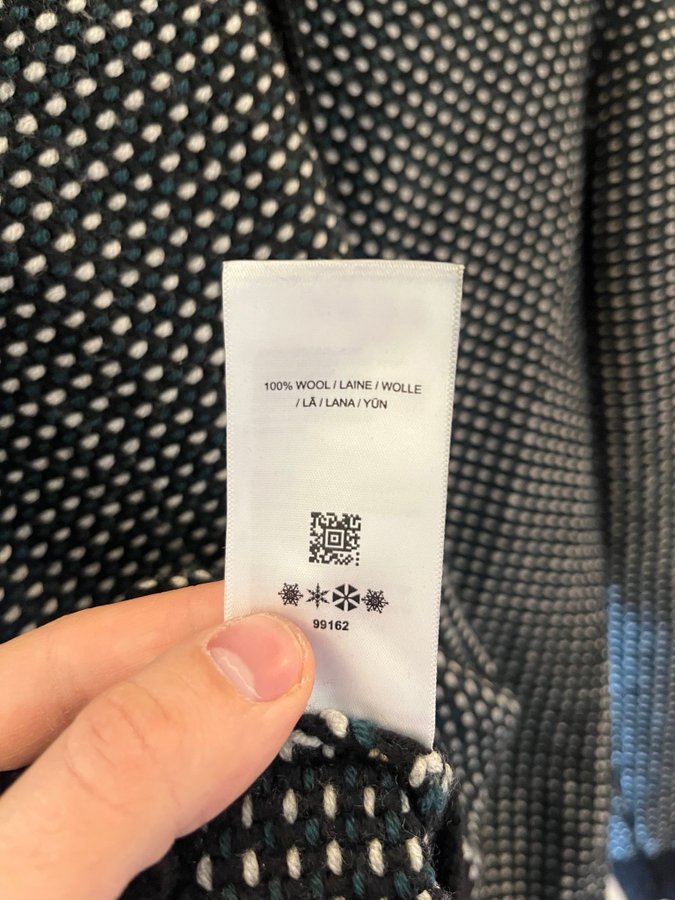 100% WOOL / LAINE / WOLLE
/ LÃ / LANA / YŪN
99162